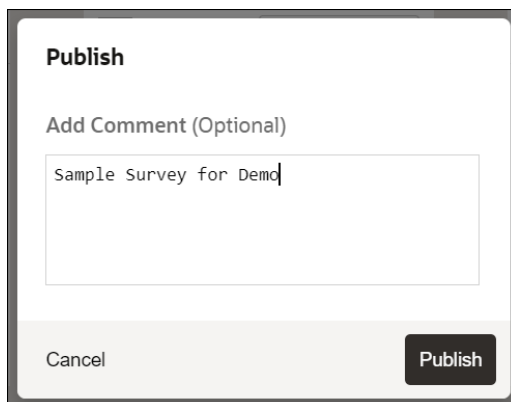 Publish
Add Comment (Optional)
Sample Survey for Demo
Cancel
Publish